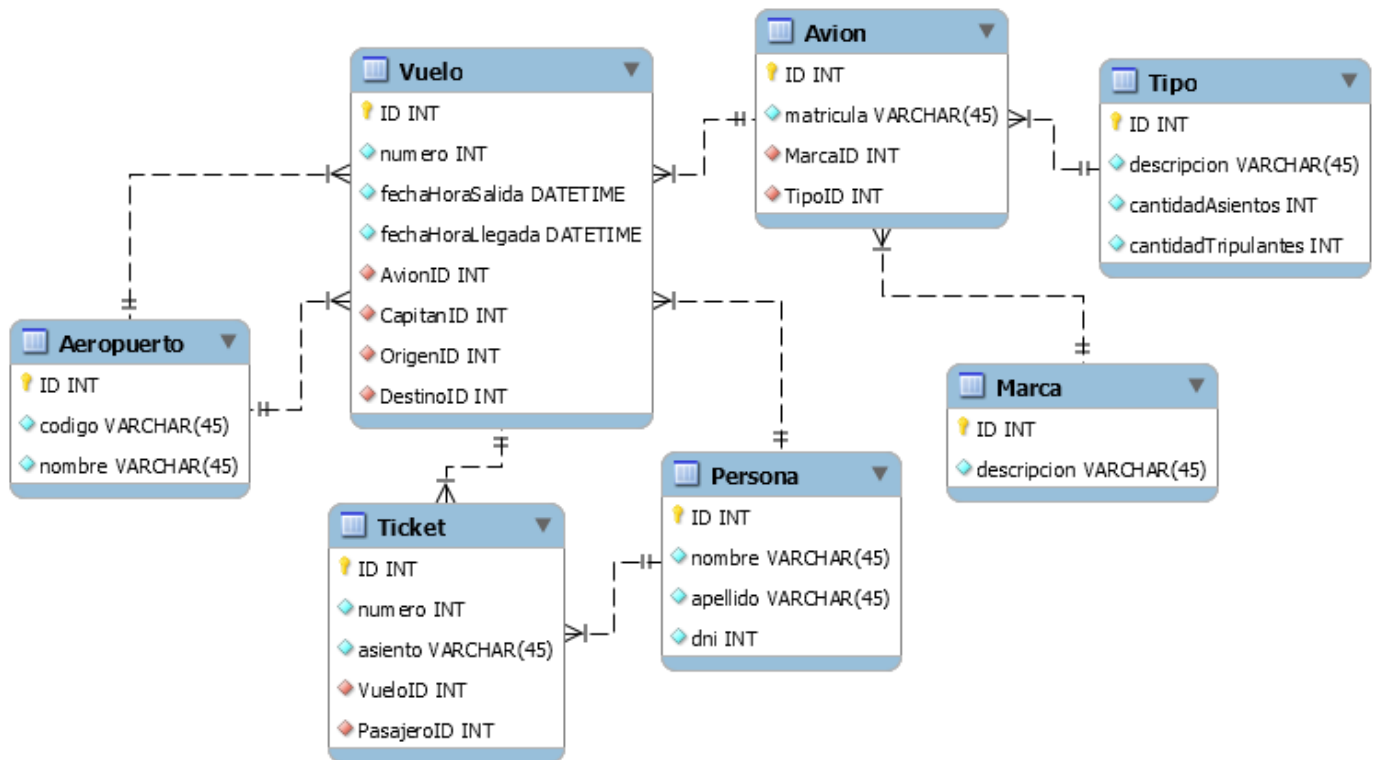 Vuelo
ID INT
numero INT
fechaHoraSalida DATETIME
fechaHoraLlegada DATETIME
AvionID INT
CapitanID INT
OrigenID INT
DestinoID INT
Avion
ID INT
matricula VARCHAR(45)
MarcaID INT
TipoID INT
Tipo
ID INT
descripcion VARCHAR(45)
cantidadAsientos INT
cantidadTripulantes INT
Aeropuerto
ID INT
codigo VARCHAR(45)
nombre VARCHAR(45)
Marca
ID INT
descripcion VARCHAR(45)
Persona
ID INT
nombre VARCHAR(45)
apellido VARCHAR(45)
dni INT
Ticket
ID INT
numero INT
asiento VARCHAR(45)
VueloID INT
PasajeroID INT